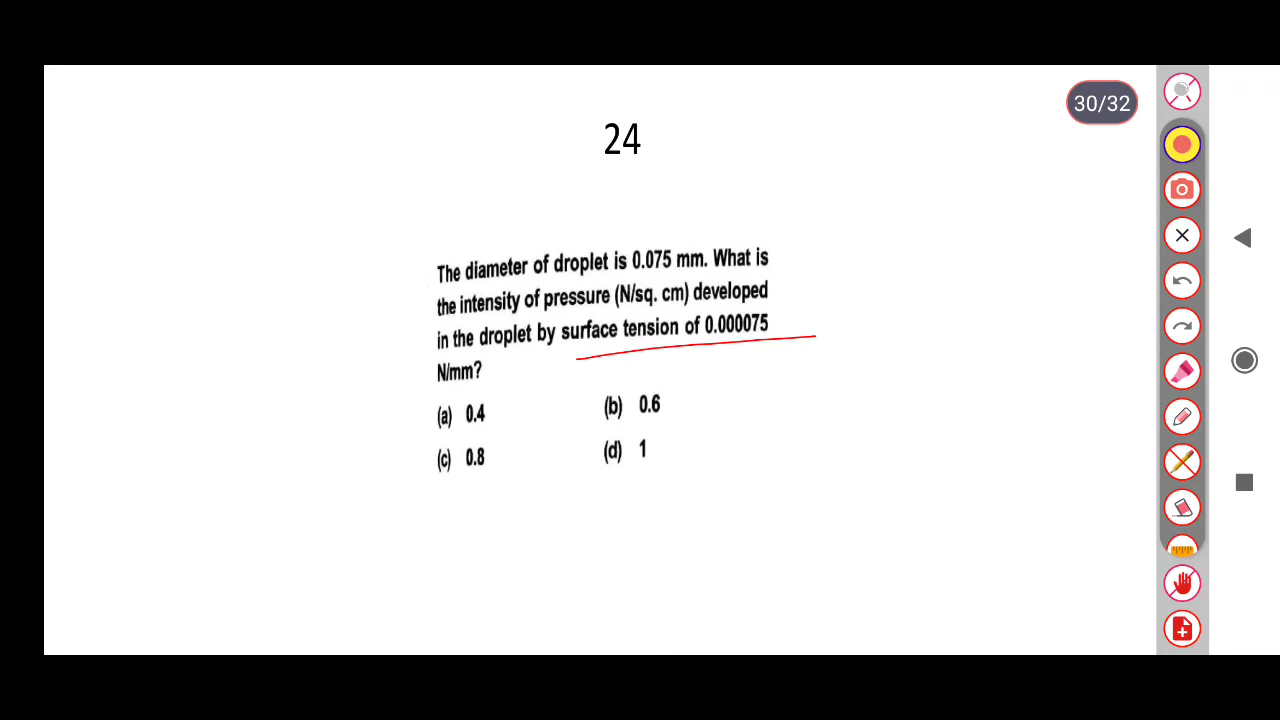 30/32
24
The diameter of droplet is 0.075 mm. What is
the intensity of pressure (N/sq. cm) developed
in the droplet by surface tension of 0.000075
N/mm?
(a) 0.4 (b) 0.6
(c) 0.8 (d) 1